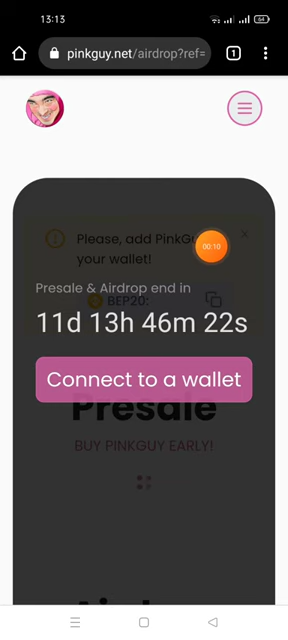 13:13
64
pinkguy.net/airdrop?ref=
1
Please, add PinkGu
your wallet!
00:10
Presale & Airdrop end in
BEP20:
11d 13h 46m 22s
Connect to a wallet
Presale
BUY PINKGUY EARLY!